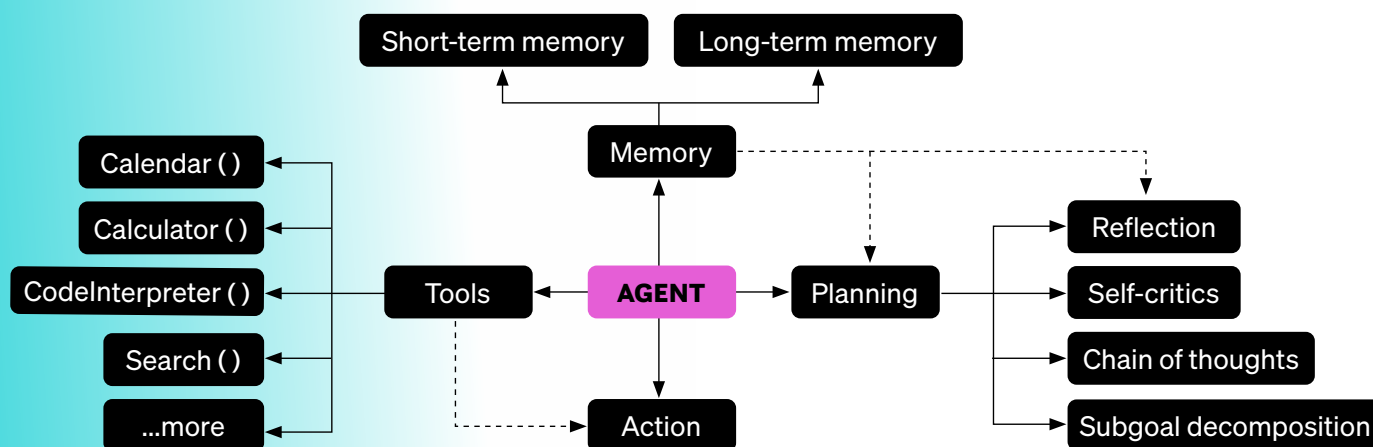 Short-term memory
Long-term memory
Memory
Calendar ( )
Calculator ( )
CodeInterpreter ( )
Search ( )
...more
Tools
AGENT
Planning
Action
Reflection
Self-critics
Chain of thoughts
Subgoal decomposition